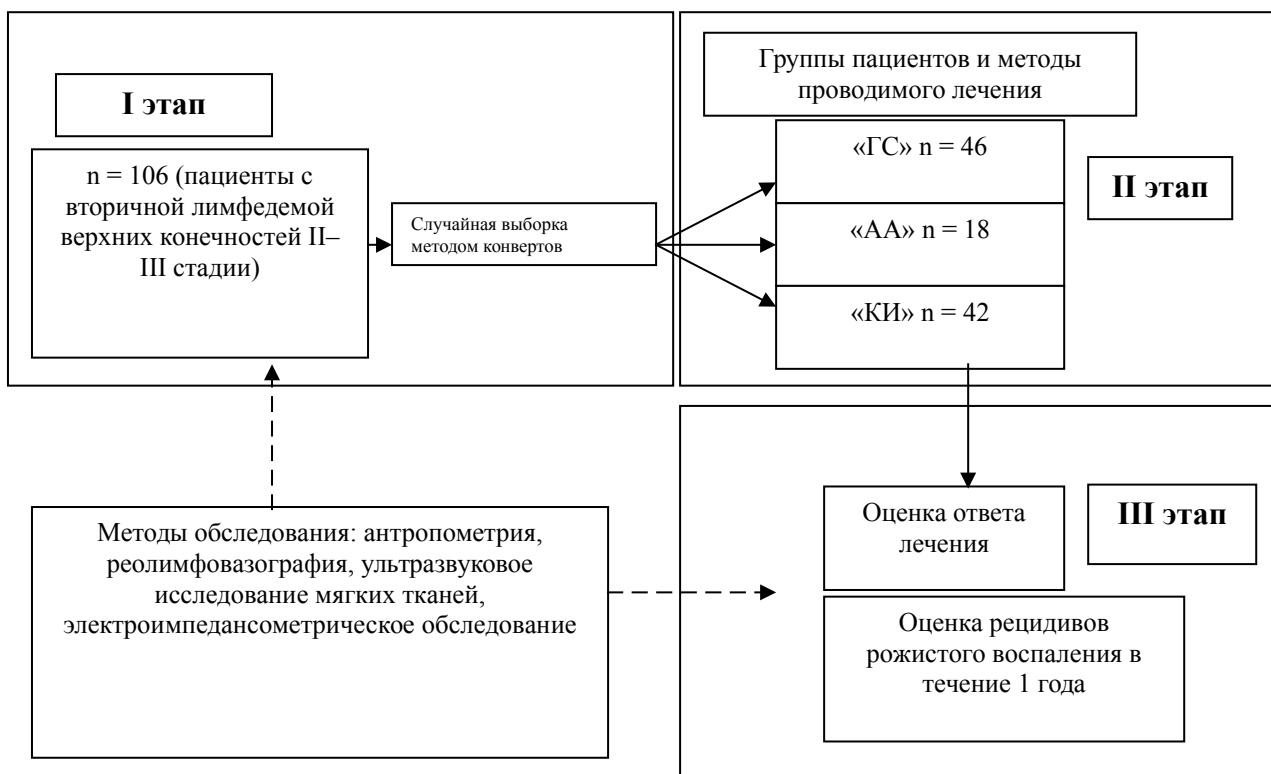 I этап
n = 106 (пациенты с
вторичной лимфедемой
верхних конечностей II–
III стадии)
Случайная выборка
методом конвертов
Группы пациентов и методы
проводимого лечения
«ГС» n = 46
«АА» n = 18
«КИ» n = 42
II этап
Методы обследования: антропометрия,
реолимфовазография, ультразвуковое
исследование мягких тканей,
электроимпедансометрическое обследование
Оценка ответа
лечения
III этап
Оценка рецидивов
рожистого воспаления в
течение 1 года